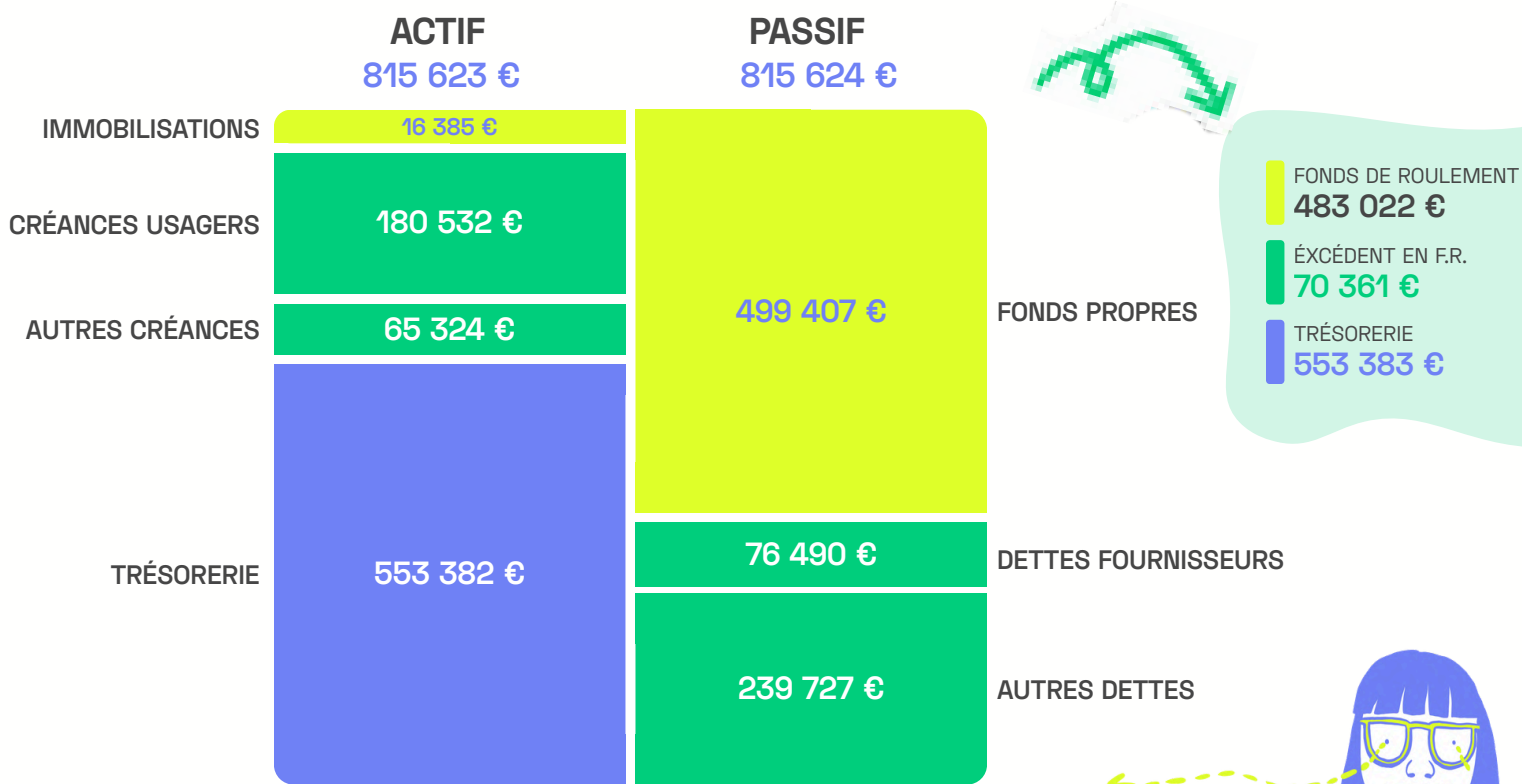 ACTIF
815 623 €
PASSIF
815 624 €
IMMOBILISATIONS
16 385 €
CRÉANCES USAGERS
180 532 €
AUTRES CRÉANCES
65 324 €
TRÉSORERIE
553 382 €
499 407 €
FONDS PROPRES
76 490 €
DETTES FOURNISSEURS
239 727 €
AUTRES DETTES
FONDS DE ROULEMENT
483 022 €
ÉXCÉDENT EN F.R.
70 361 €
TRÉSORERIE
553 383 €